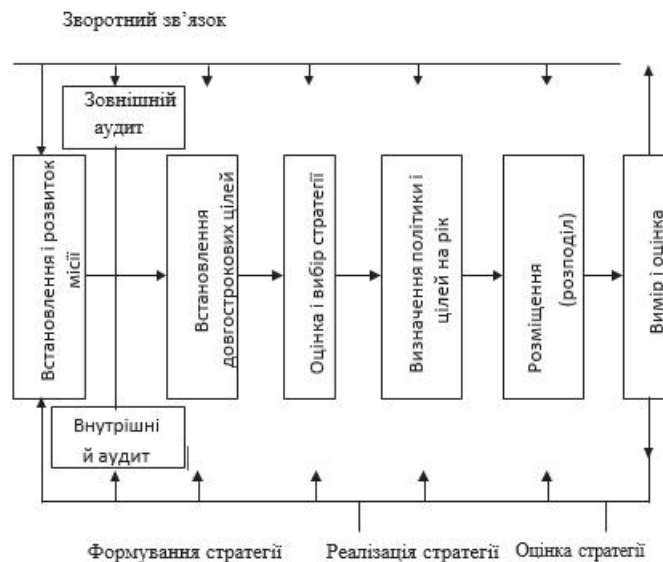 Зворотний зв’язок
Зовнішній
аудит
Встановлення і розвиток
місії
Встановлення
довгострокових цілей
Оцінка і вибір стратегії
Визначення політики і
цілей на рік
Розміщення
(розподіл)
Вимір і оцінка
Внутрішні
й аудит
Формування стратегії
Реалізація стратегії
Оцінка стратегії